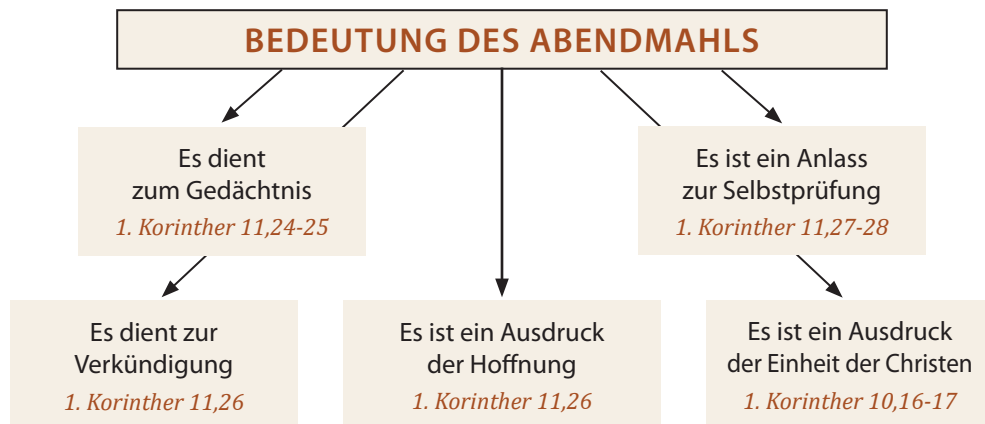 BEDEUTUNG DES ABENDMAHLS
Es dient
zum Gedächtnis
1. Korinther 11,24-25
Es ist ein Anlass
zur Selbstprüfung
1. Korinther 11,27-28
Es dient zur
Verkündigung
1. Korinther 11,26
Es ist ein Ausdruck
der Hoffnung
1. Korinther 11,26
Es ist ein Ausdruck
der Einheit der Christen
1. Korinther 10,16-17